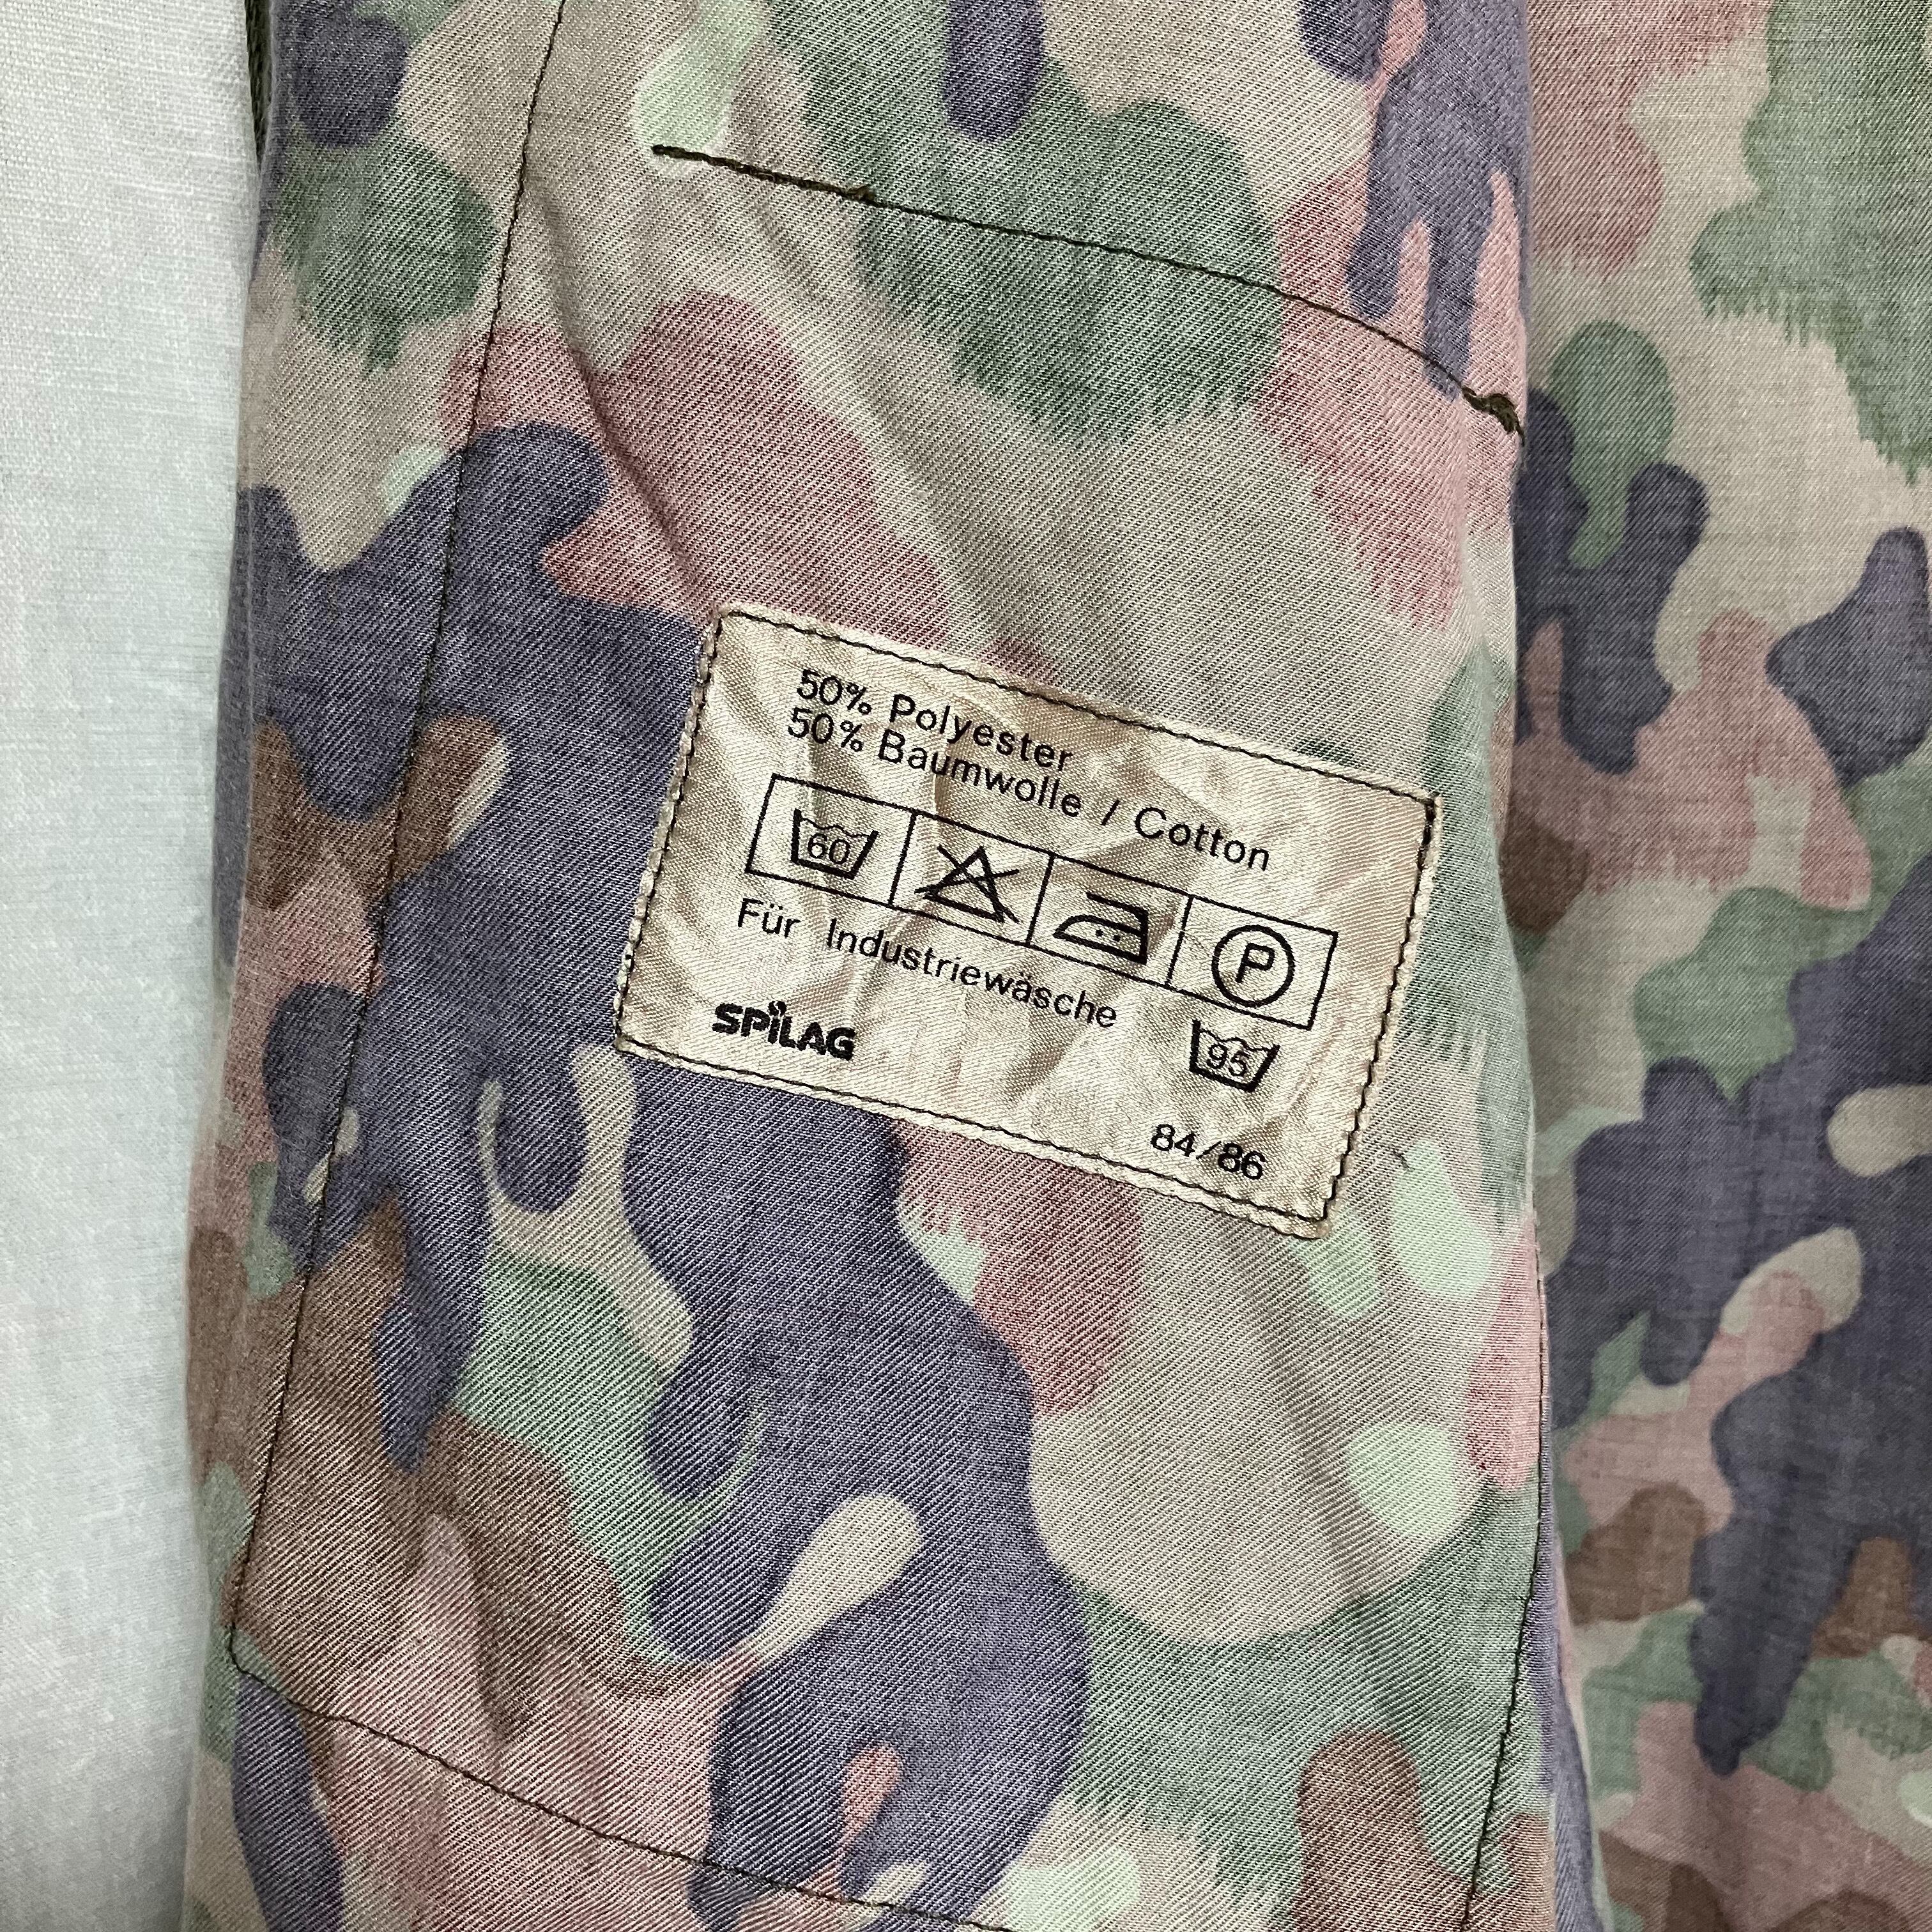 50% Polyester
50% Baumwolle / Cotton
60 P
Für Industriewäsche 95
SPILAG
84/86